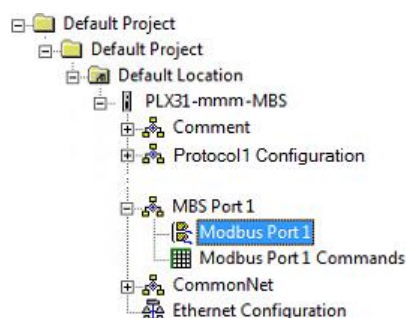 Default Project
Default Project
Default Location
PLX31-mmm-MBS
Comment
Protocol1 Configuration
MBS Port 1
Modbus Port 1
Modbus Port 1 Commands
CommonNet
Ethernet Configuration